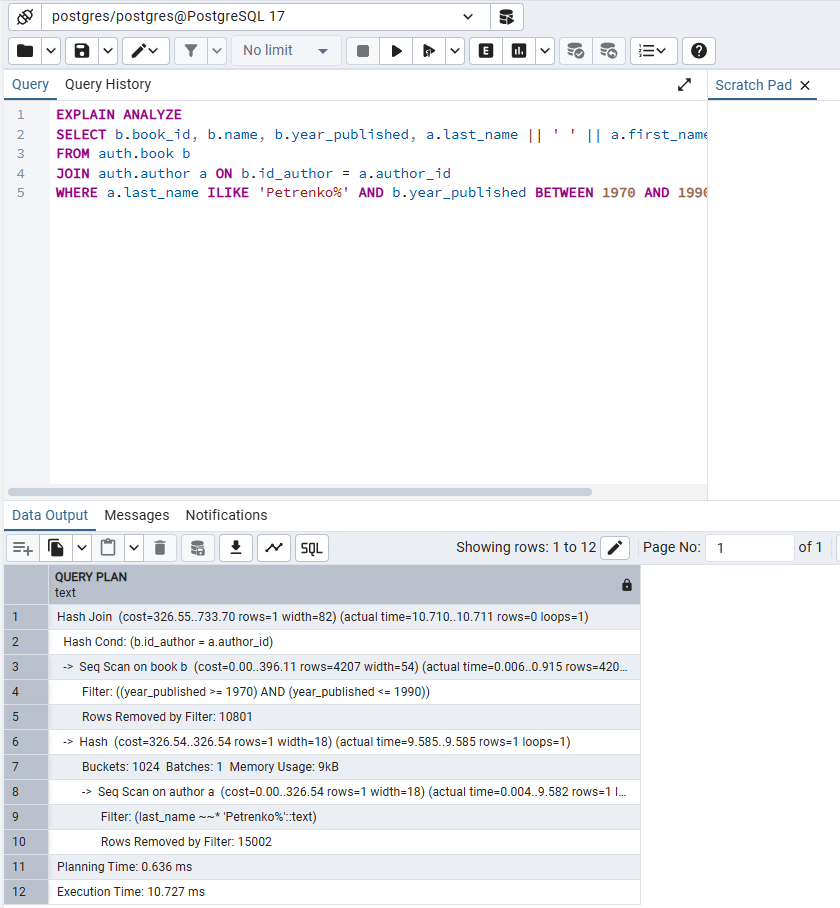 postgres/postgres@PostgreSQL 17
No limit
E
Query
Query History
Scratch Pad
1 EXPLAIN ANALYZE
2 SELECT b.book_id, b.name, b.year_published, a.last_name || ' ' || a.first_name
3 FROM auth.book b
4 JOIN auth.author a ON b.id_author = a.author_id
5 WHERE a.last_name ILIKE 'Petrenko%' AND b.year_published BETWEEN 1970 AND 1990
Data Output
Messages
Notifications
SQL
Showing rows: 1 to 12
Page No: 1 of 1
QUERY PLAN
text
1 Hash Join (cost=326.55..733.70 rows=1 width=82) (actual time=10.710..10.711 rows=0 loops=1)
2 Hash Cond: (b.id_author = a.author_id)
3 -> Seq Scan on book b (cost=0.00..396.11 rows=4207 width=54) (actual time=0.006..0.915 rows=420...
4 Filter: ((year_published >= 1970) AND (year_published <= 1990))
5 Rows Removed by Filter: 10801
6 -> Hash (cost=326.54..326.54 rows=1 width=18) (actual time=9.585..9.585 rows=1 loops=1)
7 Buckets: 1024 Batches: 1 Memory Usage: 9kB
8 -> Seq Scan on author a (cost=0.00..326.54 rows=1 width=18) (actual time=0.004..9.582 rows=1 l...
9 Filter: (last_name ~~* 'Petrenko%'::text)
10 Rows Removed by Filter: 15002
11 Planning Time: 0.636 ms
12 Execution Time: 10.727 ms